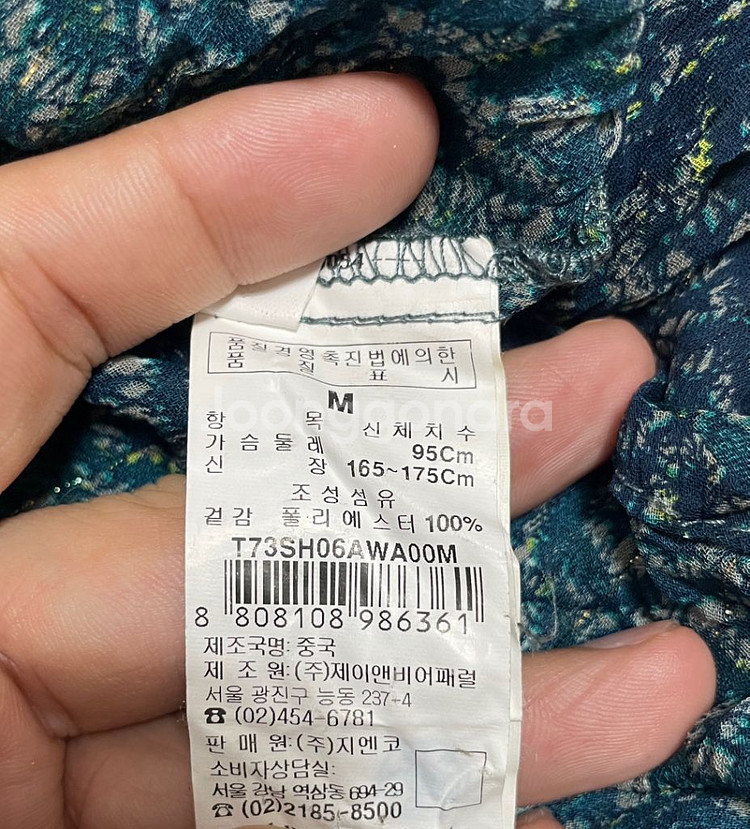 품질경영촉진법에의한
품질표시
M
항 목 신체치수
가슴둘레 95Cm
신 장 165~175Cm
조성섬유
겉감 폴리에스터 100%
T73SH06AWA00M
8 808108 986361
제조국명: 중국
제 조 원: (주)제이앤비어패럴
서울 광진구 능동 237-4
☎ (02)454-6781
판 매 원: (주)지엔코
소비자상담실:
서울 강남 역삼동 694-29
☎ (02)2185-8500
joonggonara